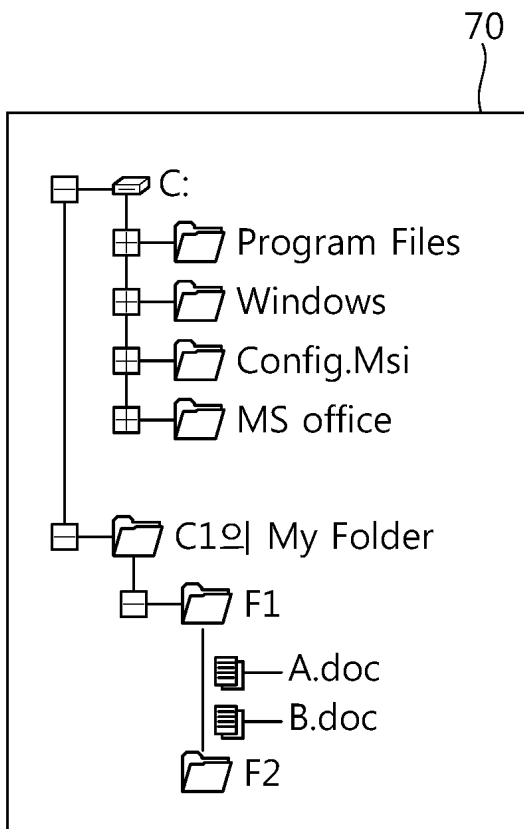 70
C:
Program Files
Windows
Config.Msi
MS office
C1의 My Folder
F1
A.doc
B.doc
F2